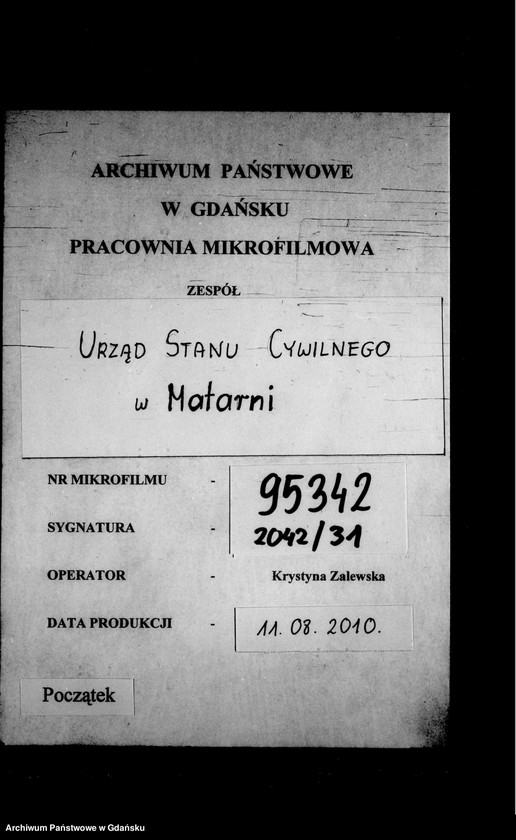 ARCHIWUM PAŃSTWOWE
W GDAŃSKU
PRACOWNIA MIKROFILMOWA
ZESPÓŁ
URZĄD STANU CYWILNEGO
w Matarni
NR MIKROFILMU - 95342
SYGNATURA - 2042/31
OPERATOR - Krystyna Zalewska
DATA PRODUKCJI - 11.08.2010.
Początek
Archiwum Państwowe w Gdańsku